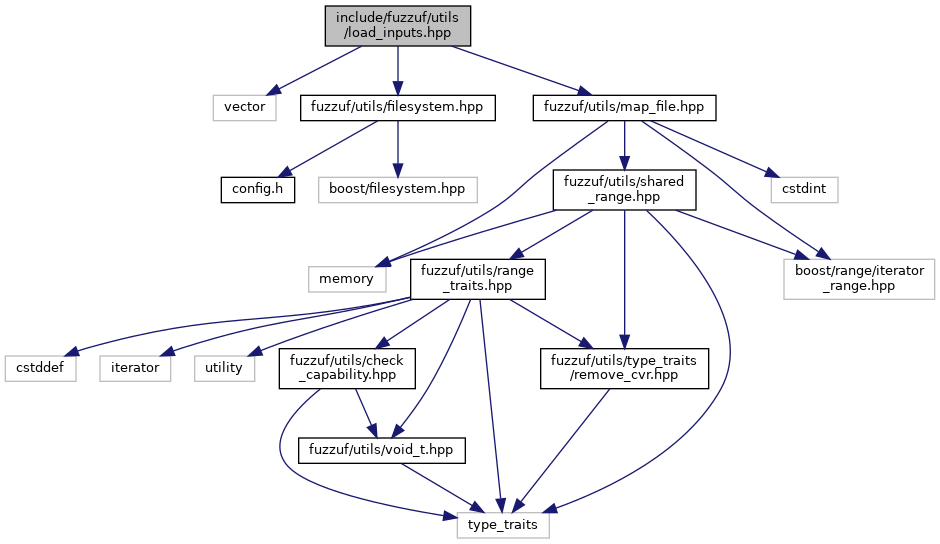 include/fuzzuf/utils
/load_inputs.hpp
vector
fuzzuf/utils/filesystem.hpp
fuzzuf/utils/map_file.hpp
config.h
boost/filesystem.hpp
fuzzuf/utils/shared
_range.hpp
cstdint
memory
fuzzuf/utils/range
_traits.hpp
boost/range/iterator
_range.hpp
cstddef
iterator
utility
fuzzuf/utils/check
_capability.hpp
fuzzuf/utils/type_traits
/remove_cvr.hpp
fuzzuf/utils/void_t.hpp
type_traits